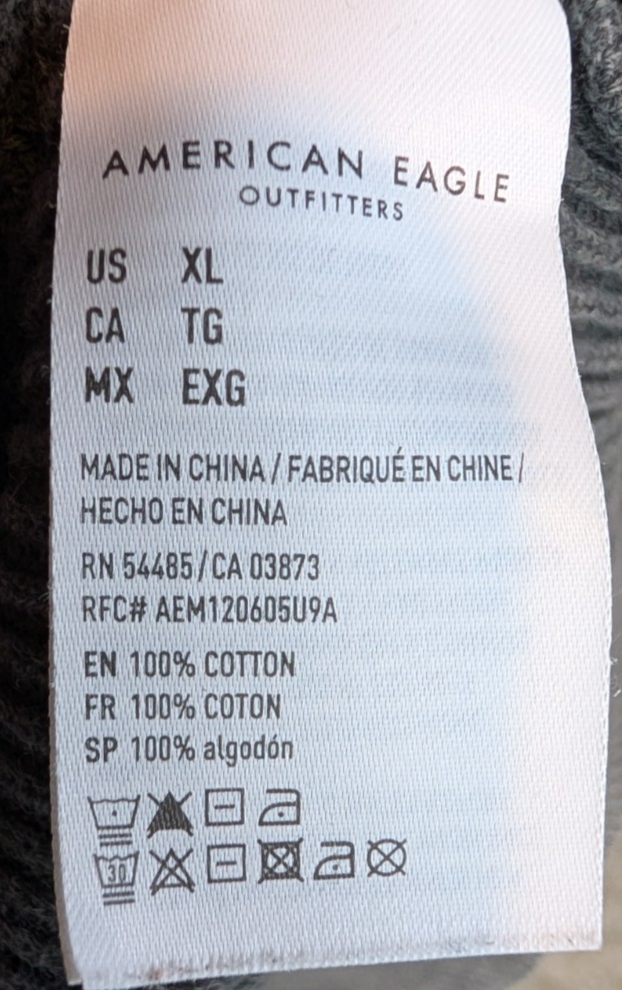 AMERICAN EAGLE
OUTFITTERS
US XL
CA TG
MX EXG
MADE IN CHINA / FABRIQUÉ EN CHINE /
HECHO EN CHINA
RN 54485 / CA 03873
RFC# AEM120605U9A
EN 100% COTTON
FR 100% COTON
SP 100% algodón
30